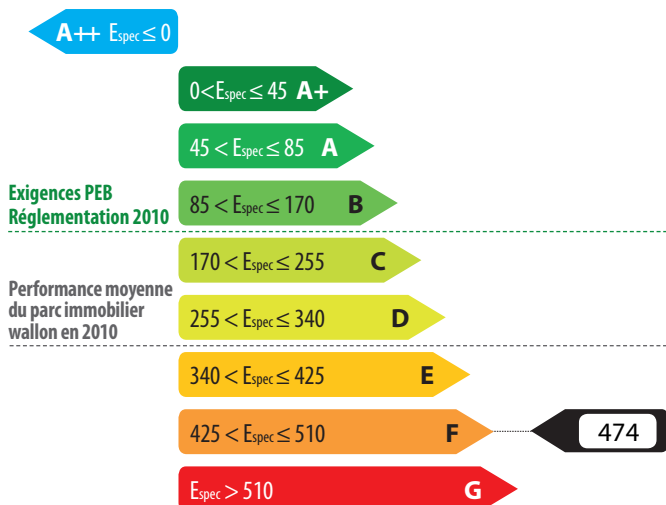 A++ Espec ≤ 0
0 < Espec ≤ 45 A+
45 < Espec ≤ 85 A
Exigences PEB
Réglementation 2010
85 < Espec ≤ 170 B
170 < Espec ≤ 255 C
Performance moyenne
du parc immobilier
wallon en 2010
255 < Espec ≤ 340 D
340 < Espec ≤ 425 E
425 < Espec ≤ 510 F 474
Espec > 510 G